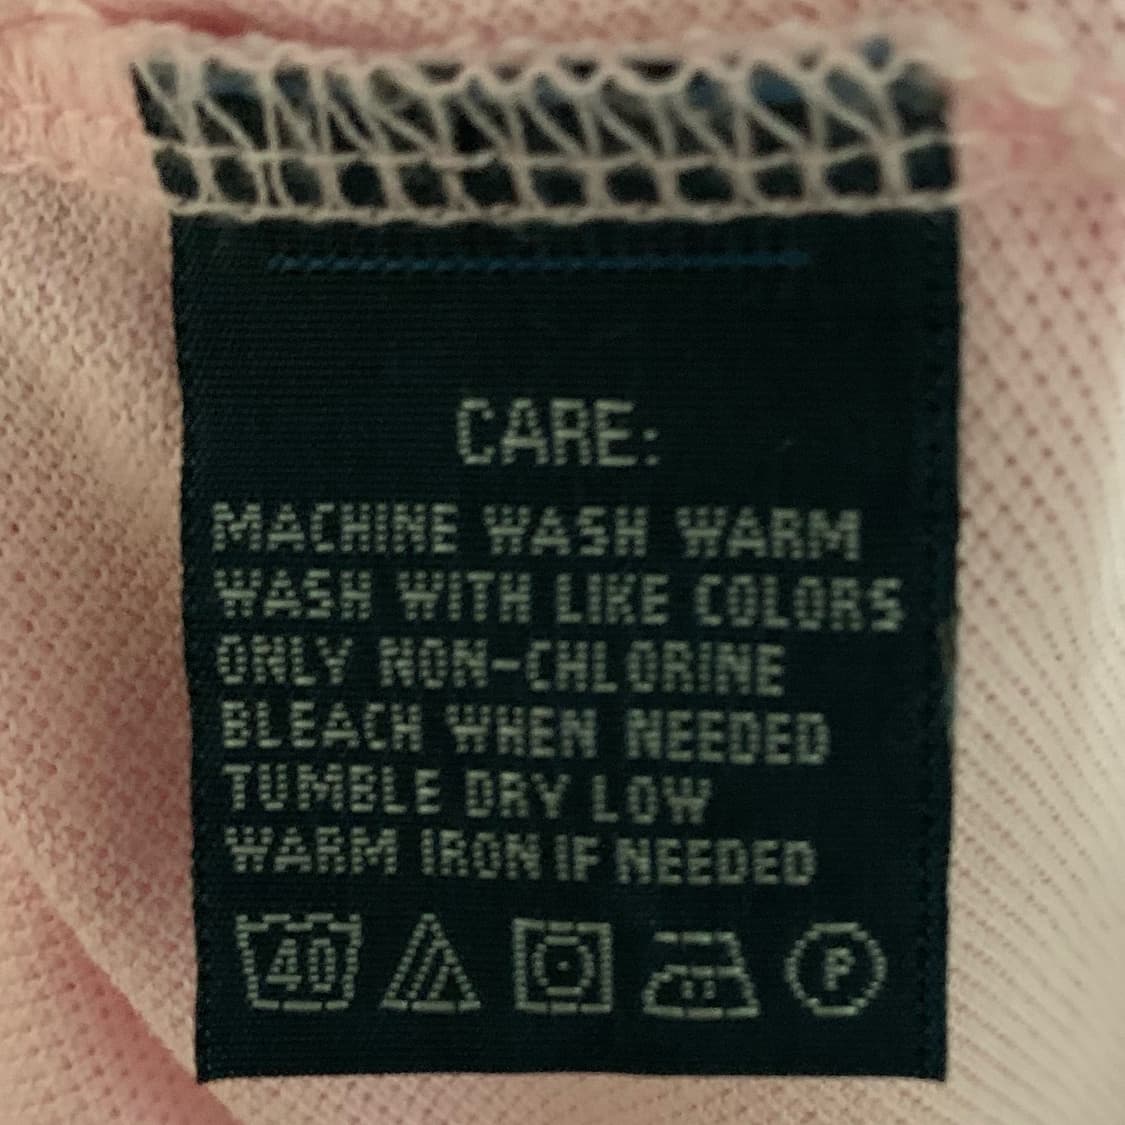 CARE:
MACHINE WASH WARM
WASH WITH LIKE COLORS
ONLY NON-CHLORINE
BLEACH WHEN NEEDED
TUMBLE DRY LOW
WARM IRON IF NEEDED
40 P